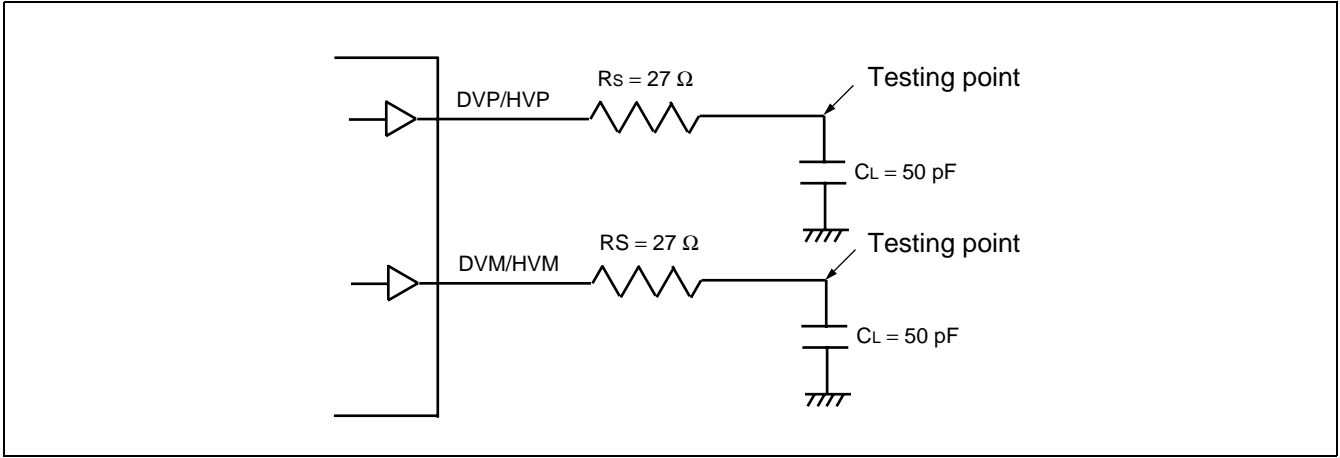 Rs = 27 Ω
Testing point
DVP/HVP
CL = 50 pF
RS = 27 Ω
Testing point
DVM/HVM
CL = 50 pF